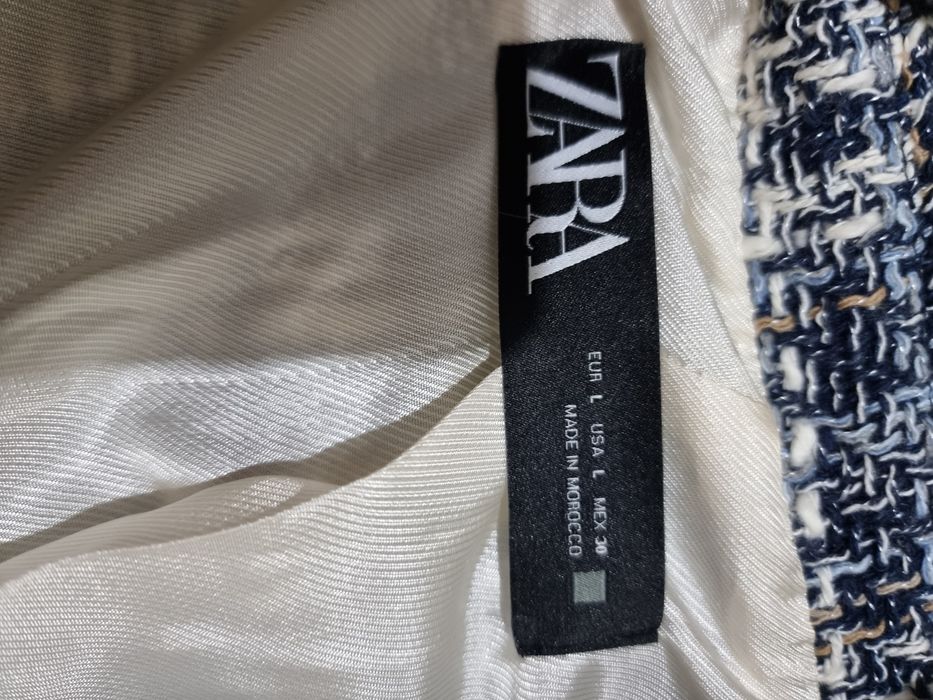 ZARA
EUR L USA L MEX 30
MADE IN MOROCCO